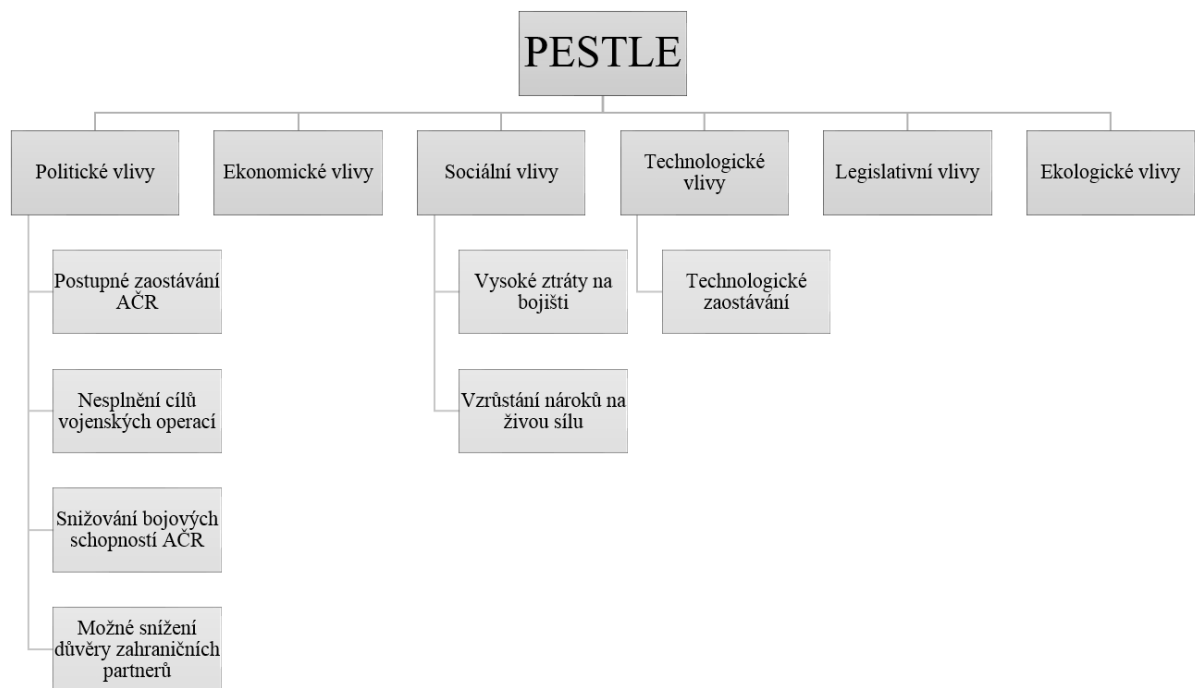 PESTLE
Politické vlivy
Ekonomické vlivy
Sociální vlivy
Technologické
vlivy
Legislativní vlivy
Ekologické vlivy
Postupné zaostávání
AČR
Nesplnění cílů
vojenských operací
Snižování bojových
schopností AČR
Možné snížení
důvěry zahraničních
partnerů
Vysoké ztráty na
bojišti
Vzrůstání nároků na
živou sílu
Technologické
zaostávání